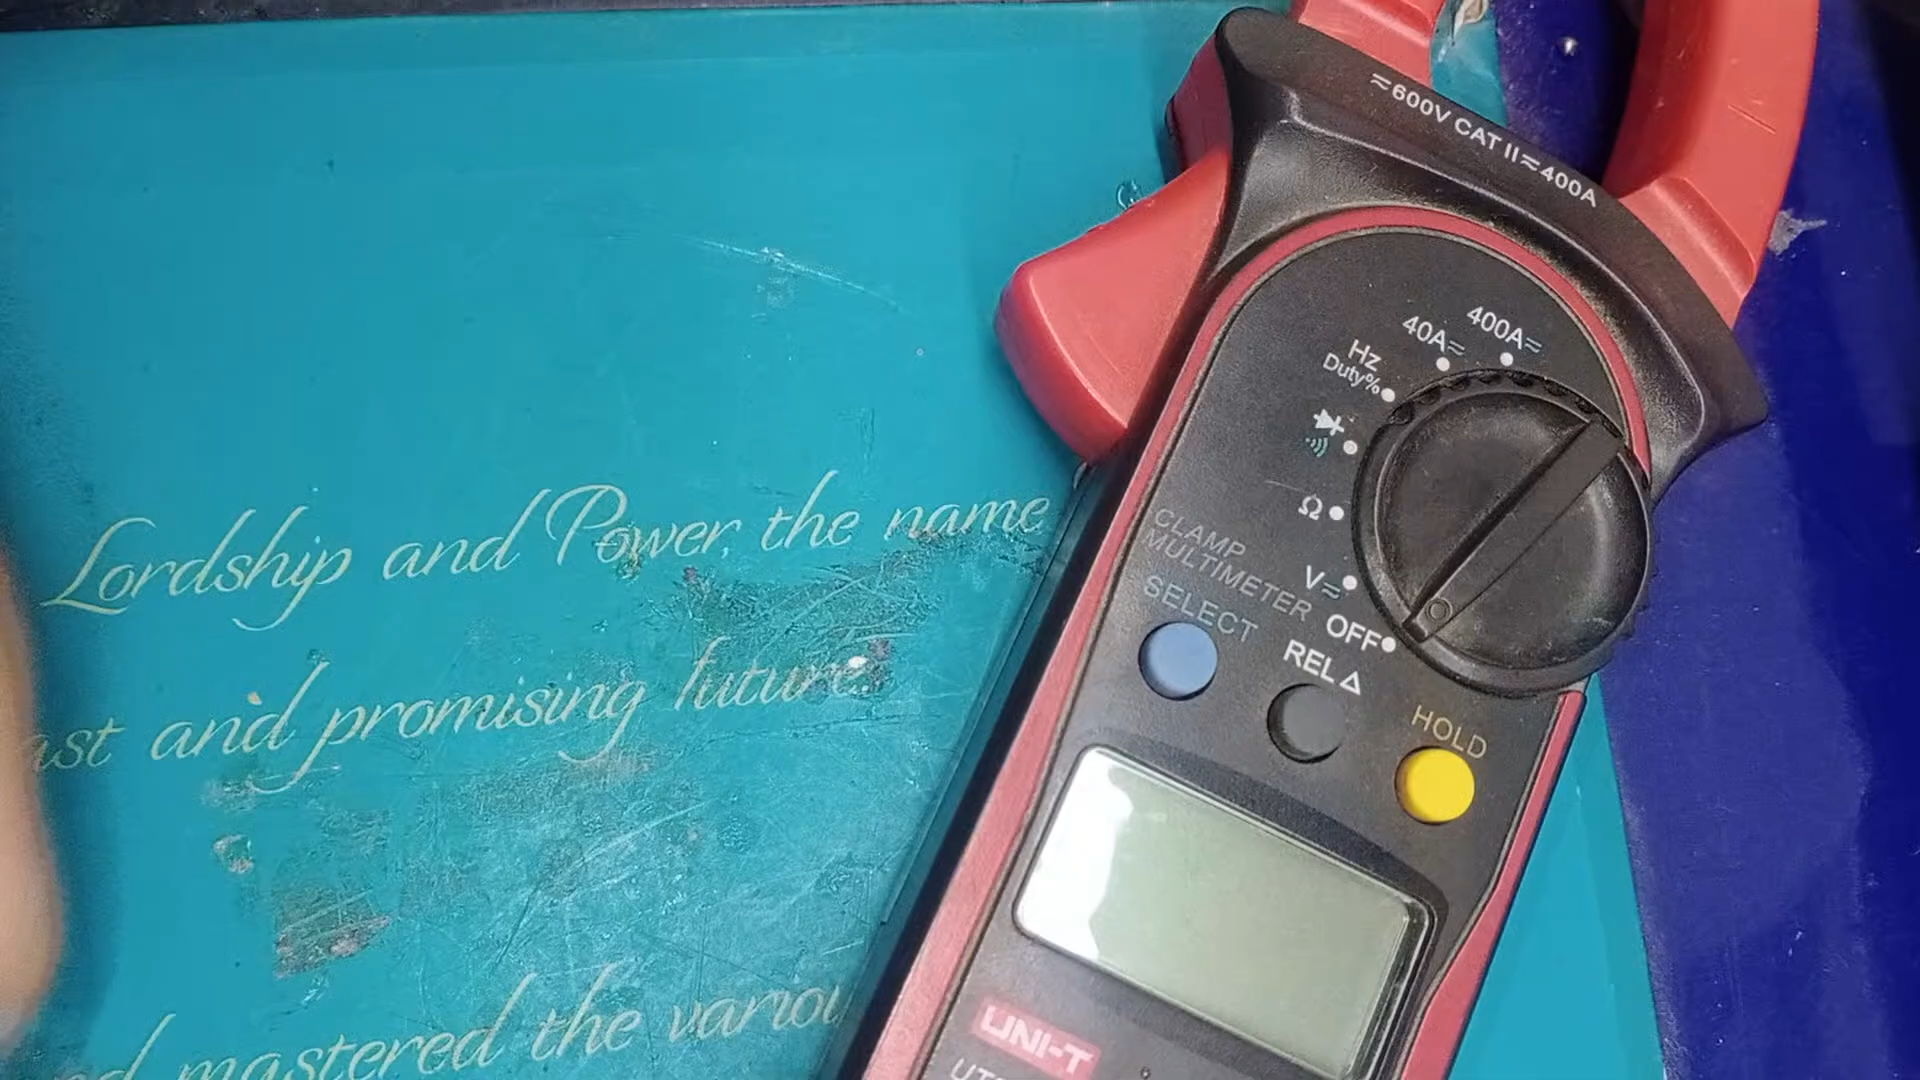 ≂600V CAT II≂400A
400A≂
40A≂
Hz
Duty%
Ω
V≂
OFF
CLAMP
MULTIMETER
SELECT
REL△
HOLD
UNI-T
Lordship and Power, the name
and promising future.
mastered the